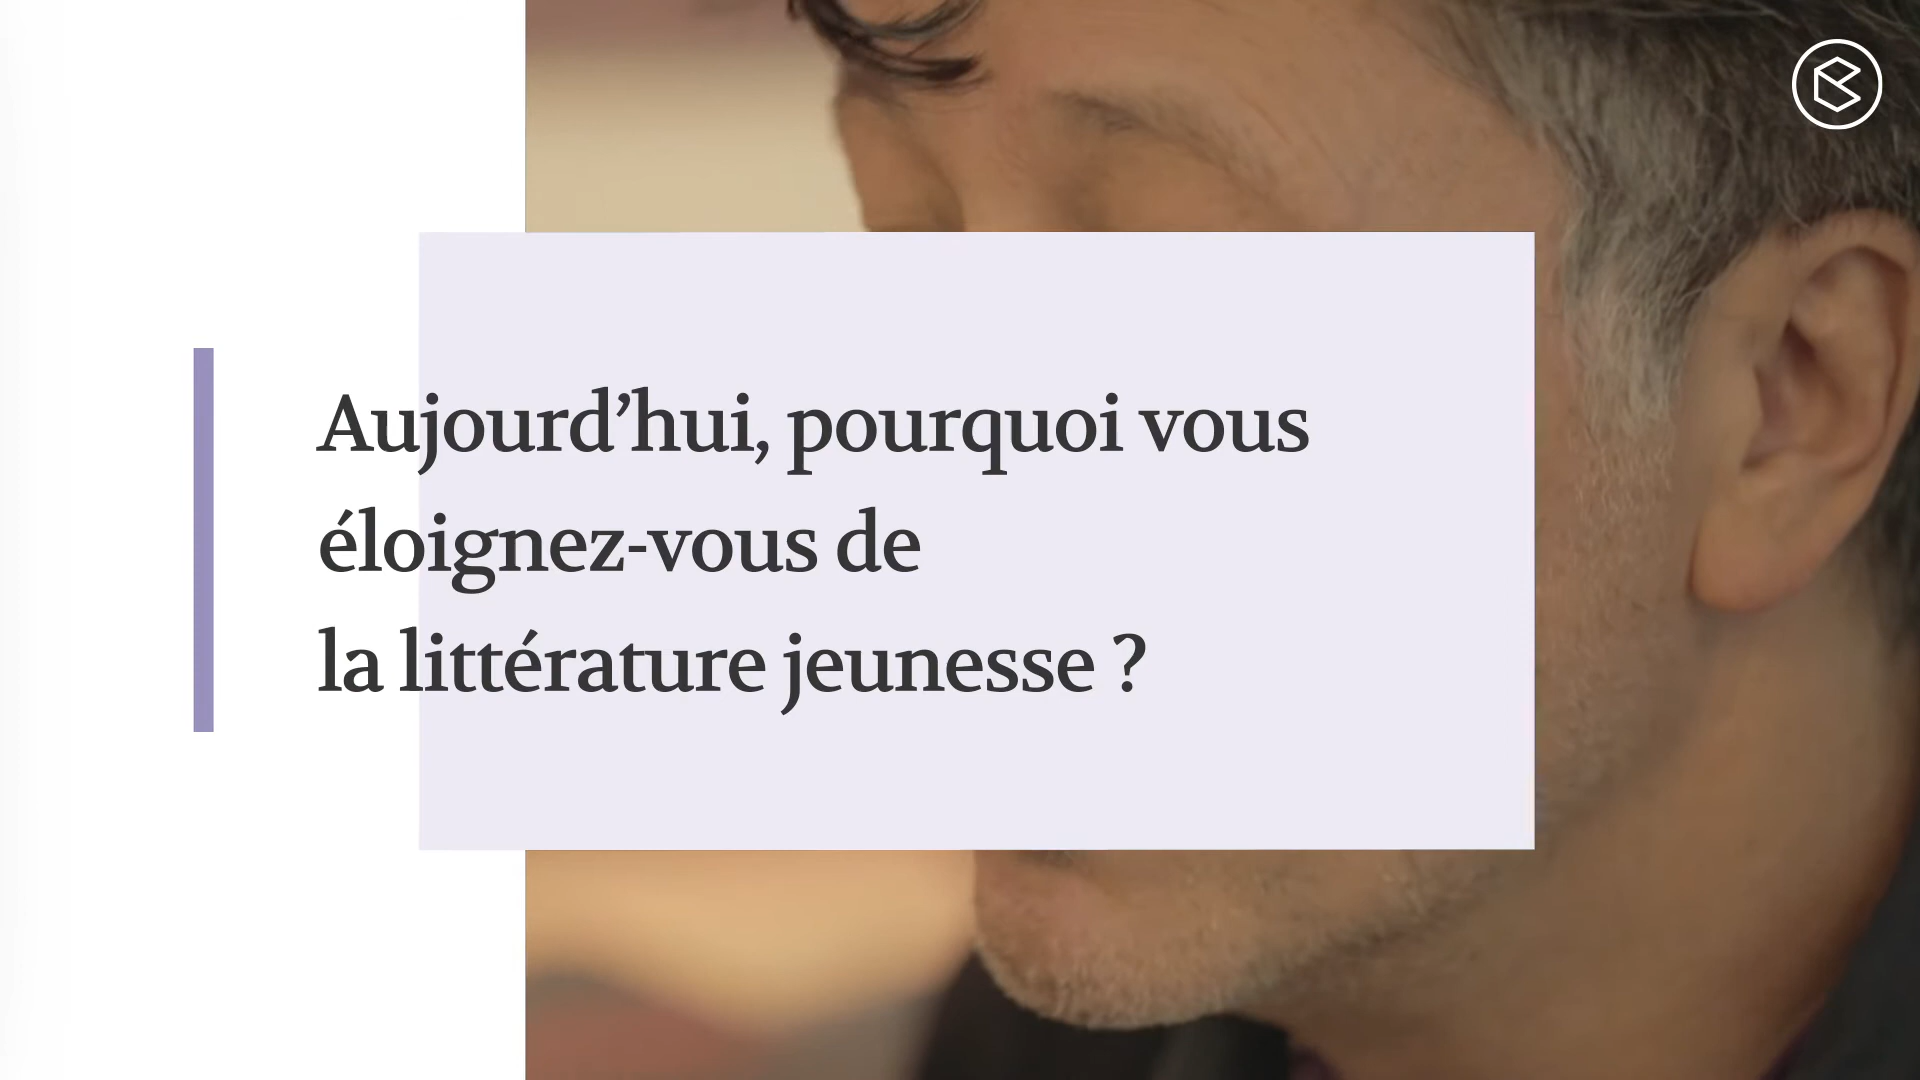 Aujourd’hui, pourquoi vous
éloignez-vous de
la littérature jeunesse ?